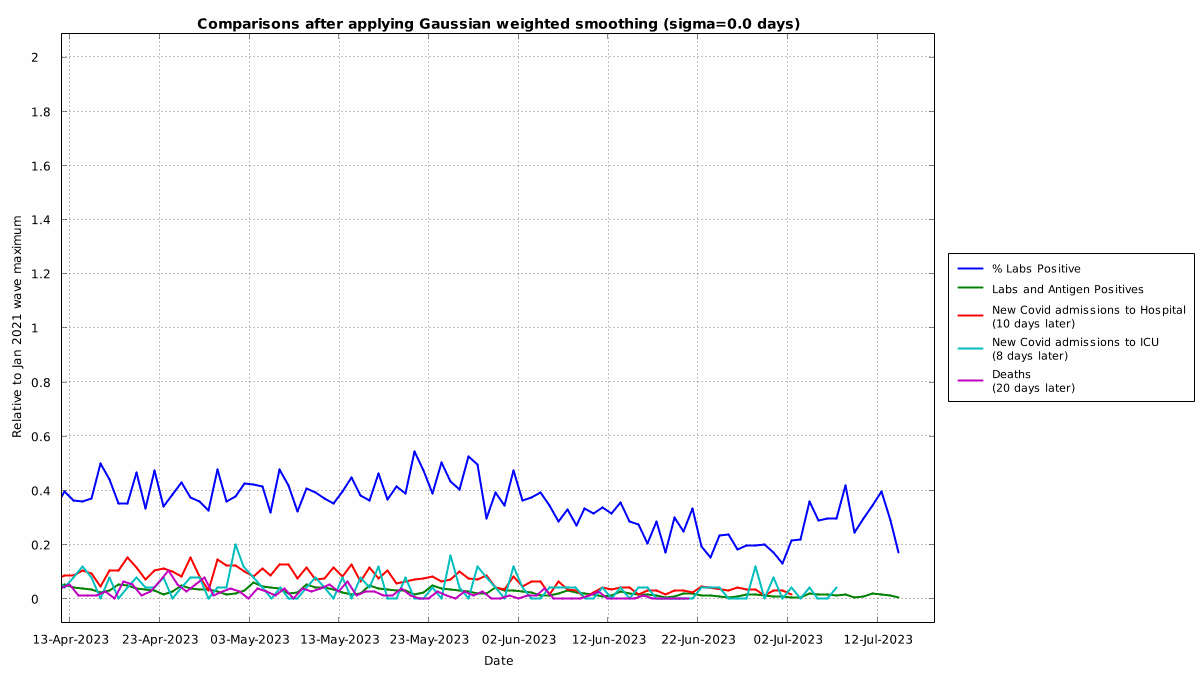 Comparisons after applying Gaussian weighted smoothing (sigma=0.0 days)
Relative to Jan 2021 wave maximum
2
1.8
1.6
1.4
1.2
1
0.8
0.6
0.4
0.2
0
13-Apr-2023
23-Apr-2023
03-May-2023
13-May-2023
23-May-2023
02-Jun-2023
12-Jun-2023
22-Jun-2023
02-Jul-2023
12-Jul-2023
Date
% Labs Positive
Labs and Antigen Positives
New Covid admissions to Hospital
(10 days later)
New Covid admissions to ICU
(8 days later)
Deaths
(20 days later)